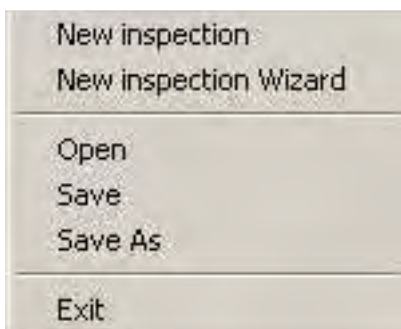 New inspection
New inspection Wizard
Open
Save
Save As
Exit